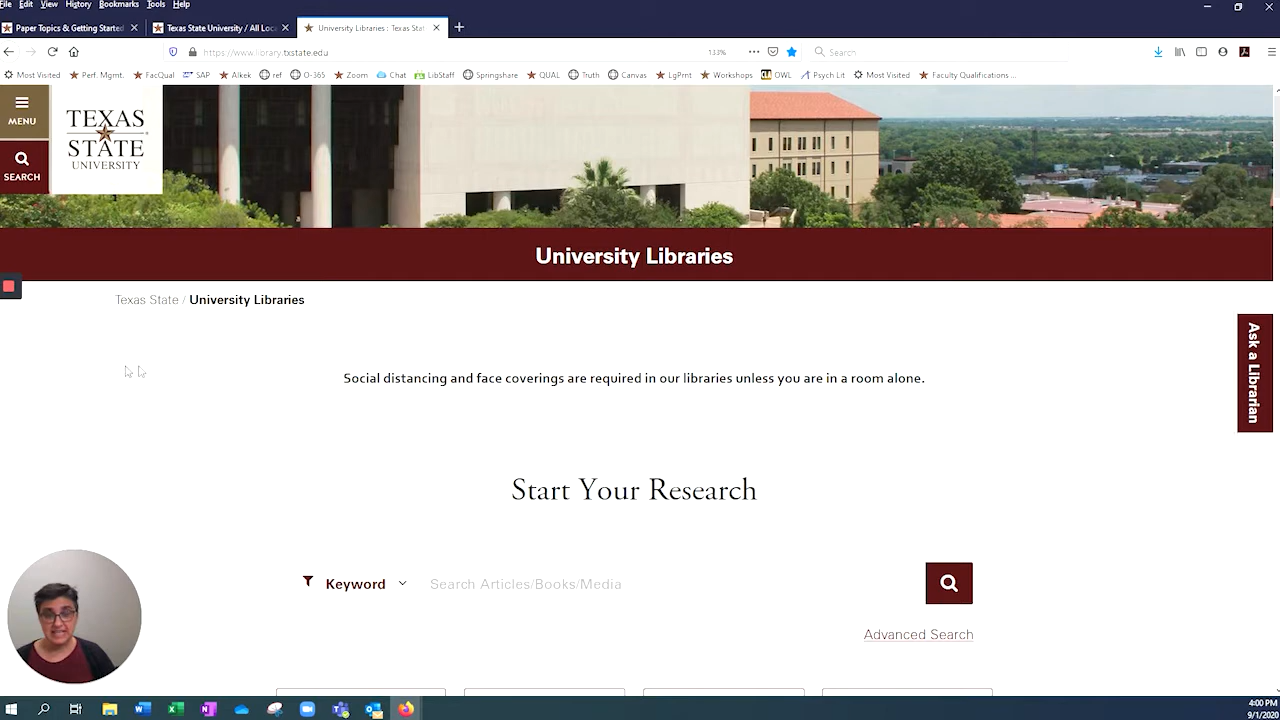 File Edit View History Bookmarks Tools Help
Paper Topics & Getting Started
Texas State University / All Loc
University Libraries : Texas Sta
https://www.library.txstate.edu
133%
Search
Most Visited Perf. Mgmt. FacQual SAP Alkek ref O-365 Zoom Chat LibStaff Springshare QUAL Truth Canvas LgPrnt Workshops OWL Psych Lit Most Visited Faculty Qualifications ...
MENU
SEARCH
TEXAS
STATE
UNIVERSITY
University Libraries
Texas State / University Libraries
Ask a Librarian
Social distancing and face coverings are required in our libraries unless you are in a room alone.
Start Your Research
Keyword Search Articles/Books/Media
Advanced Search
4:00 PM
9/1/2020